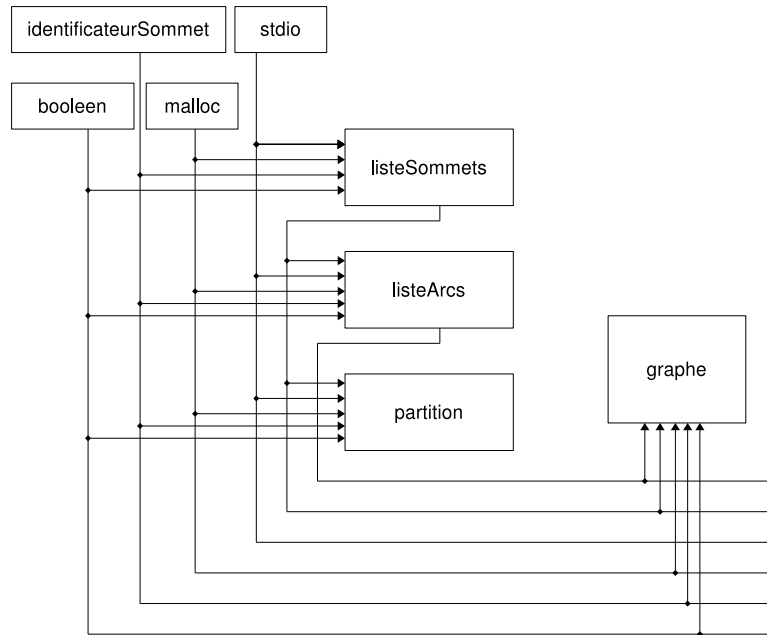 identificateurSommet
stdio
booleen
malloc
listeSommets
listeArcs
graphe
partition